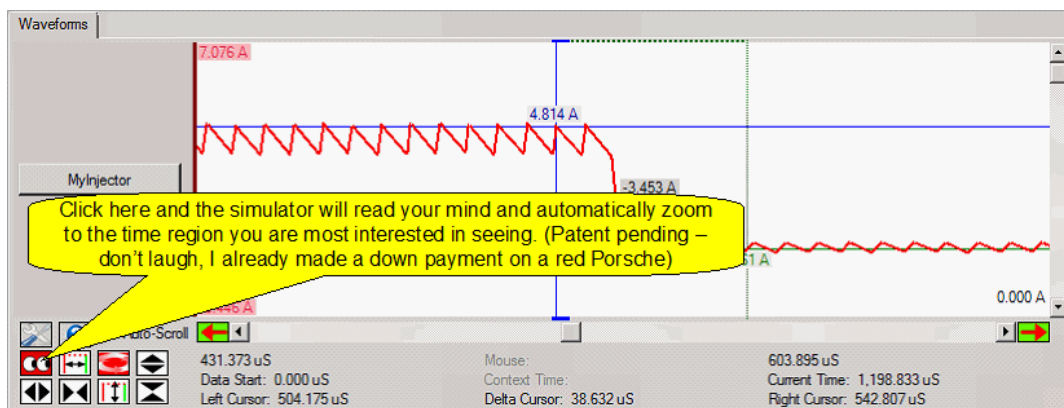 Waveforms
7.076 A
4.814 A
MyInjector
-3.453 A
Click here and the simulator will read your mind and automatically zoom
to the time region you are most interested in seeing. (Patent pending –
don't laugh, I already made a down payment on a red Porsche)
51 A
0.000 A
.446 A
uto-Scroll
431.373 uS
Mouse:
603.895 uS
Data Start: 0.000 uS
Context Time:
Current Time: 1,198.833 uS
Left Cursor: 504.175 uS
Delta Cursor: 38.632 uS
Right Cursor: 542.807 uS